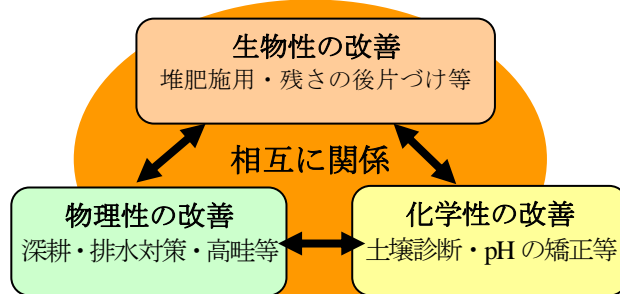 生物性の改善
堆肥施用・残さの後片づけ等
相互に関係
物理性の改善
深耕・排水対策・高畦等
化学性の改善
土壌診断・pH の矯正等